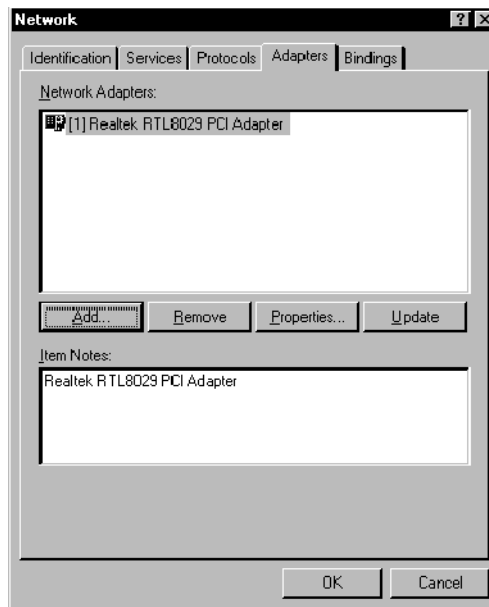 Network
Identification Services Protocols Adapters Bindings
Network Adapters:
[1] Realtek RTL8029 PCI Adapter
Add... Remove Properties... Update
Item Notes:
Realtek RTL8029 PCI Adapter
OK Cancel